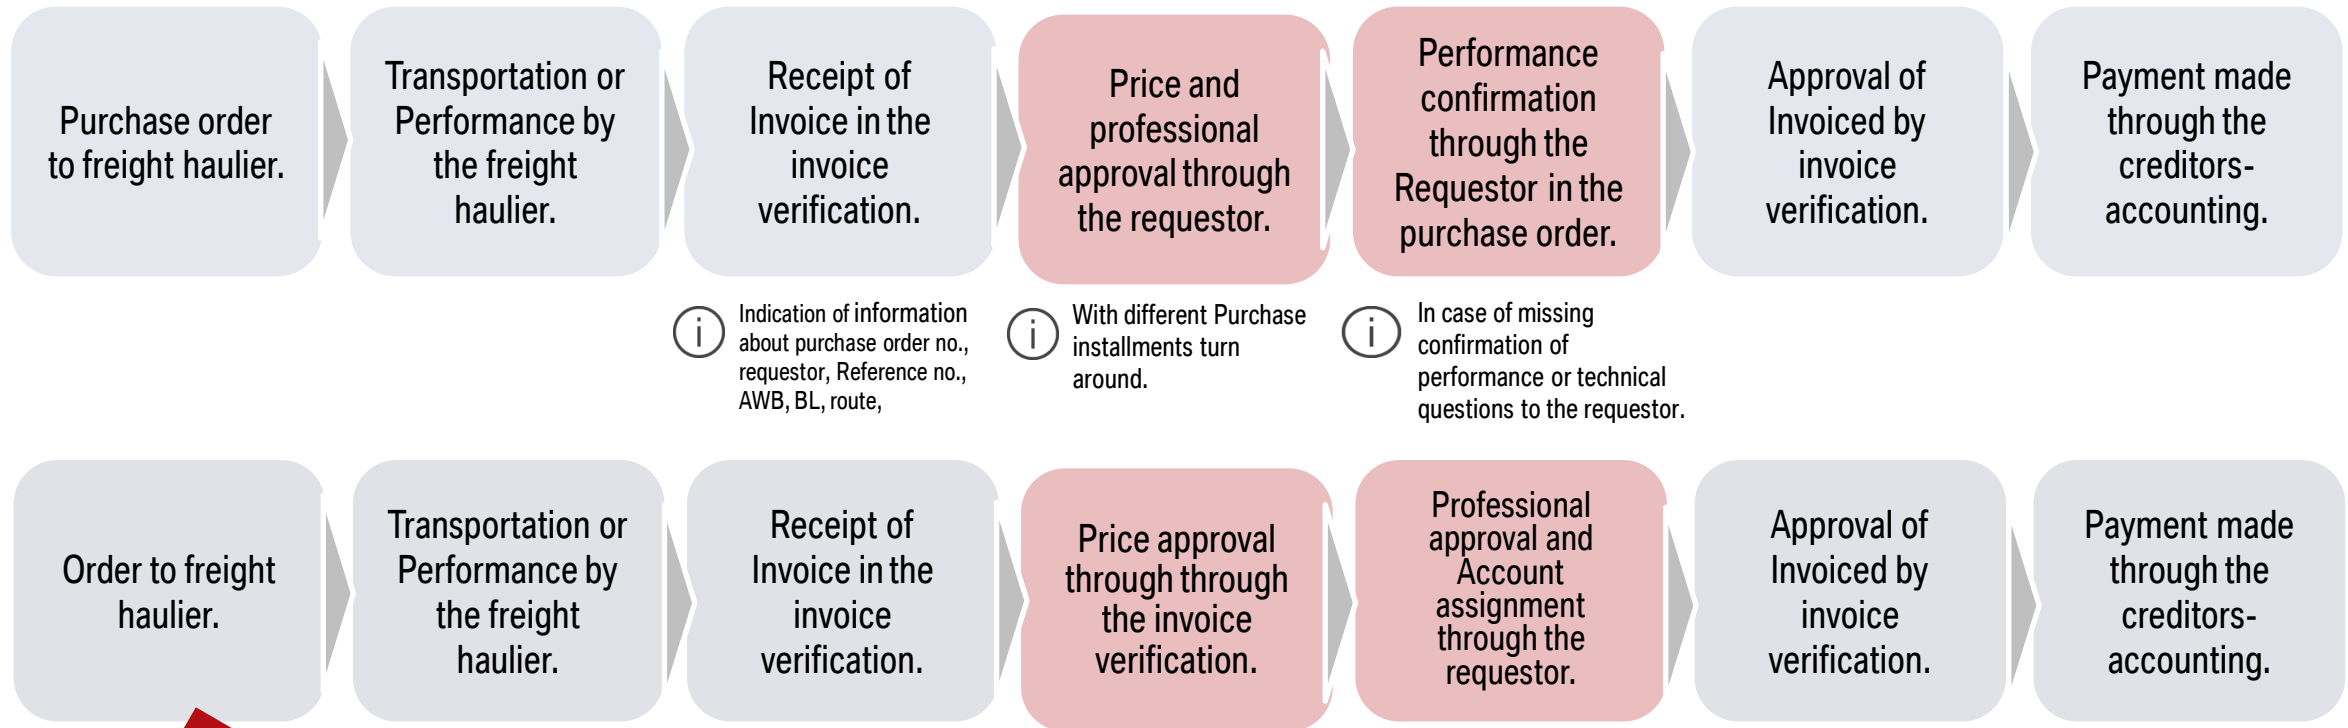 Purchase order
to freight haulier.
Transportation or
Performance by
the freight
haulier.
Receipt of
Invoice in the
invoice
verification.
Price and
professional
approval through
the requestor.
Performance
confirmation
through the
Requestor in the
purchase order.
Approval of
Invoiced by
invoice
verification.
Payment made
through the
creditors-
accounting.
i
Indication of information
about purchase order no.,
requestor, Reference no.,
AWB, BL, route,
i
With different Purchase
installments turn
around.
i
In case of missing
confirmation of
performance or technical
questions to the requestor.
Order to freight
haulier.
Transportation or
Performance by
the freight
haulier.
Receipt of
Invoice in the
invoice
verification.
Price approval
through through
the invoice
verification.
Professional
approval and
Account
assignment
through the
requestor.
Approval of
Invoiced by
invoice
verification.
Payment made
through the
creditors-
accounting.